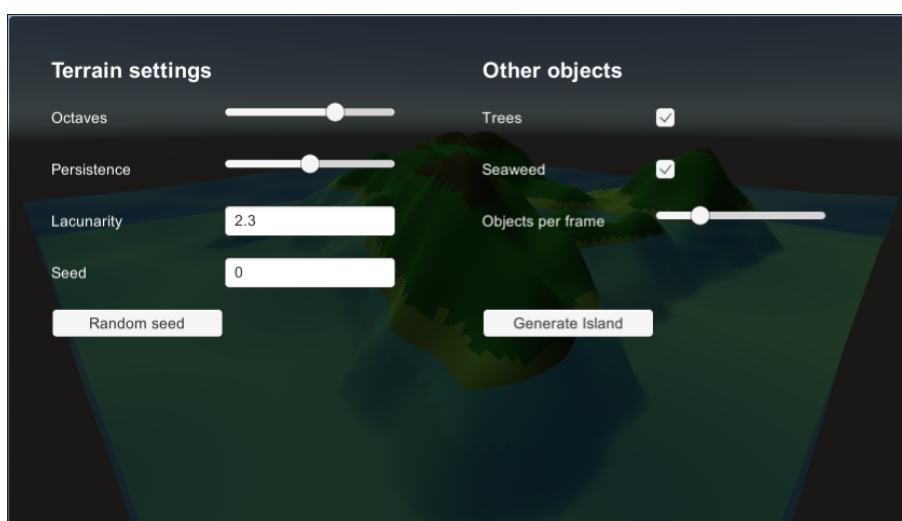 Terrain settings
Octaves
Persistence
Lacunarity
2.3
Seed
0
Random seed
Other objects
Trees
Seaweed
Objects per frame
Generate Island